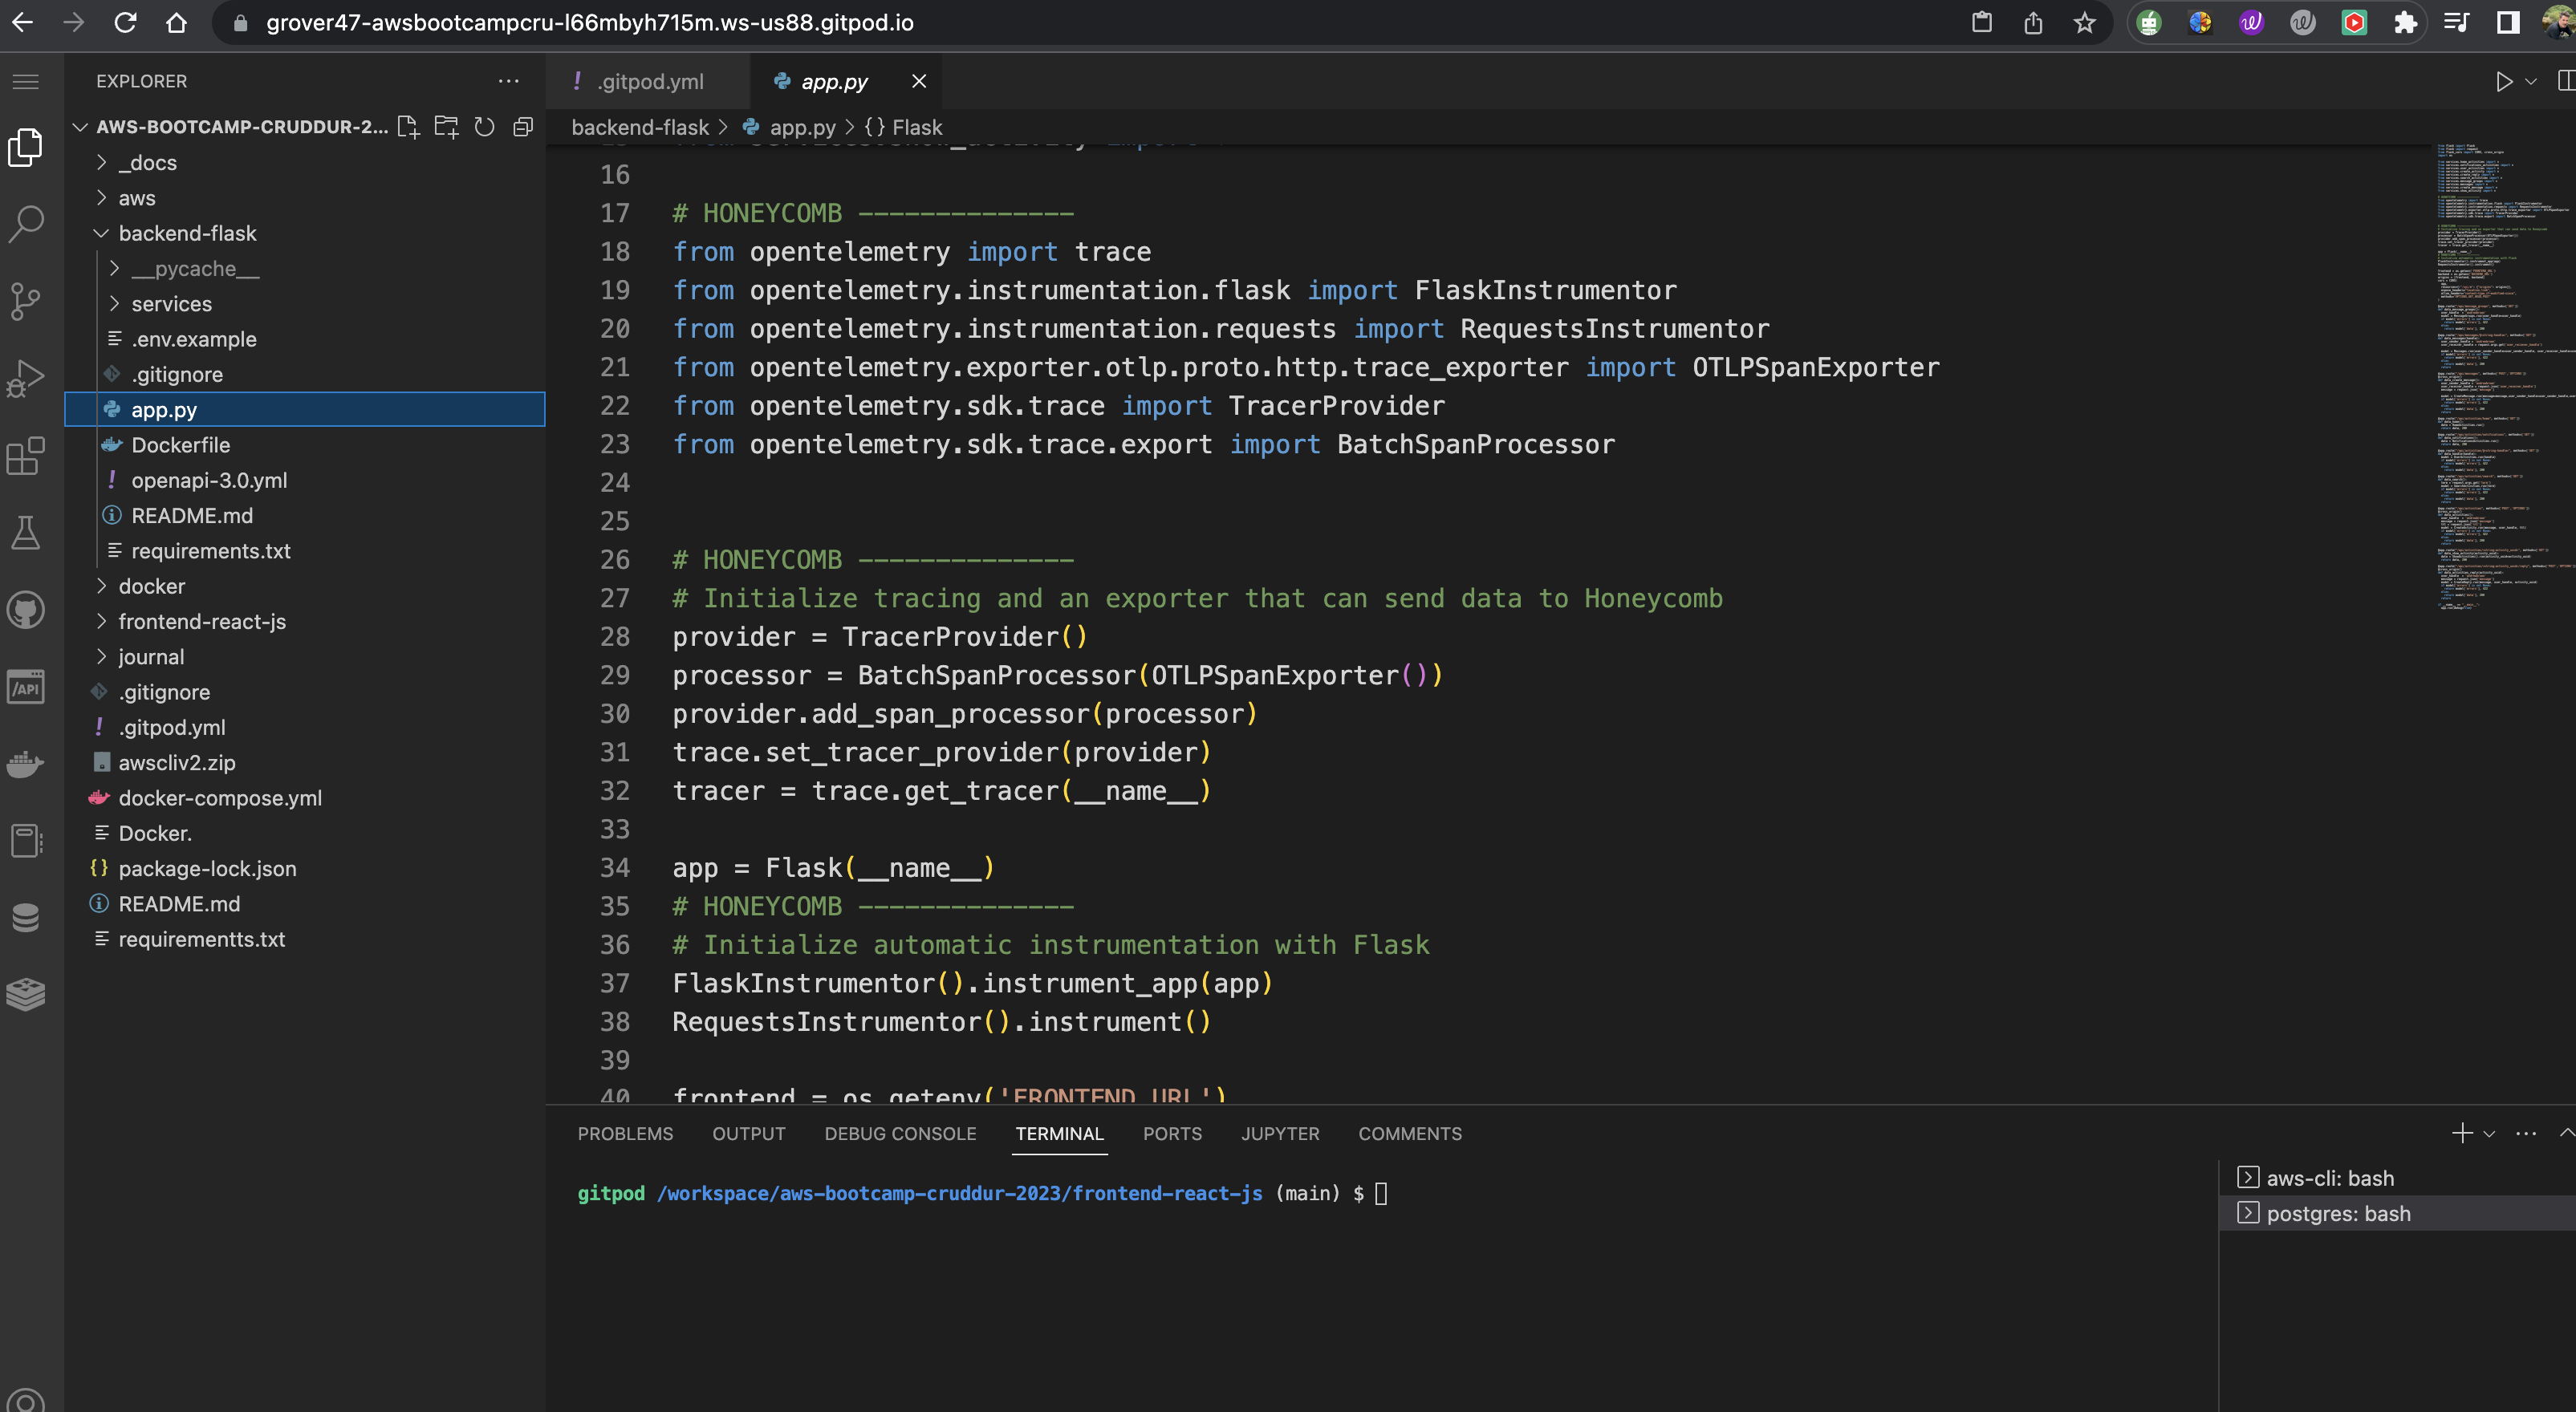 grover47-awsbootcampcru-l66mbyh715m.ws-us88.gitpod.io
EXPLORER
AWS-BOOTCAMP-CRUDDUR-2...
_docs
aws
backend-flask
__pycache__
services
.env.example
.gitignore
app.py
Dockerfile
openapi-3.0.yml
README.md
requirements.txt
docker
frontend-react-js
journal
.gitignore
.gitpod.yml
awscliv2.zip
docker-compose.yml
Docker.
package-lock.json
README.md
requirementts.txt
.gitpod.yml
app.py
backend-flask > app.py > {} Flask
16
17 # HONEYCOMB --------------
18 from opentelemetry import trace
19 from opentelemetry.instrumentation.flask import FlaskInstrumentor
20 from opentelemetry.instrumentation.requests import RequestsInstrumentor
21 from opentelemetry.exporter.otlp.proto.http.trace_exporter import OTLPSpanExporter
22 from opentelemetry.sdk.trace import TracerProvider
23 from opentelemetry.sdk.trace.export import BatchSpanProcessor
24
25
26 # HONEYCOMB --------------
27 # Initialize tracing and an exporter that can send data to Honeycomb
28 provider = TracerProvider()
29 processor = BatchSpanProcessor(OTLPSpanExporter())
30 provider.add_span_processor(processor)
31 trace.set_tracer_provider(provider)
32 tracer = trace.get_tracer(__name__)
33
34 app = Flask(__name__)
35 # HONEYCOMB --------------
36 # Initialize automatic instrumentation with Flask
37 FlaskInstrumentor().instrument_app(app)
38 RequestsInstrumentor().instrument()
39
40 frontend = os.getenv('FRONTEND_URL')
PROBLEMS OUTPUT DEBUG CONSOLE TERMINAL PORTS JUPYTER COMMENTS
gitpod /workspace/aws-bootcamp-cruddur-2023/frontend-react-js (main) $
aws-cli: bash
postgres: bash
/API